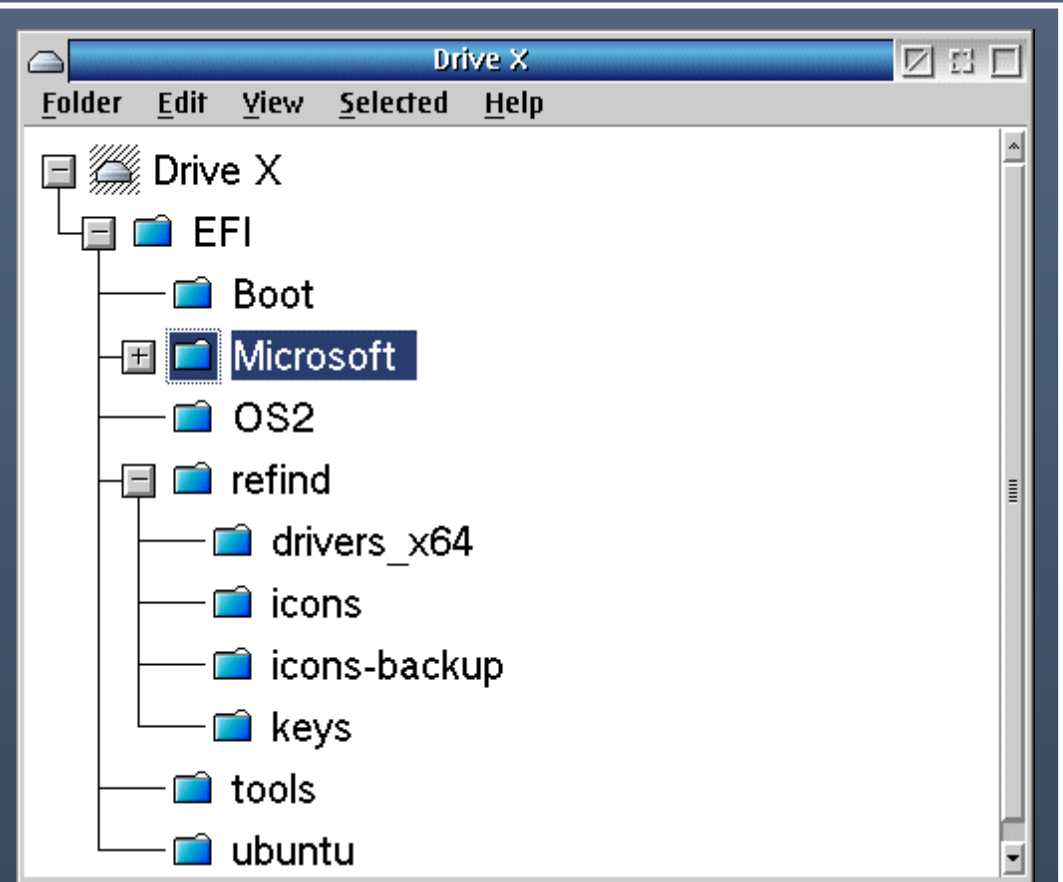 Drive X
Folder Edit View Selected Help
Drive X
EFI
Boot
Microsoft
OS2
refind
drivers_x64
icons
icons-backup
keys
tools
ubuntu